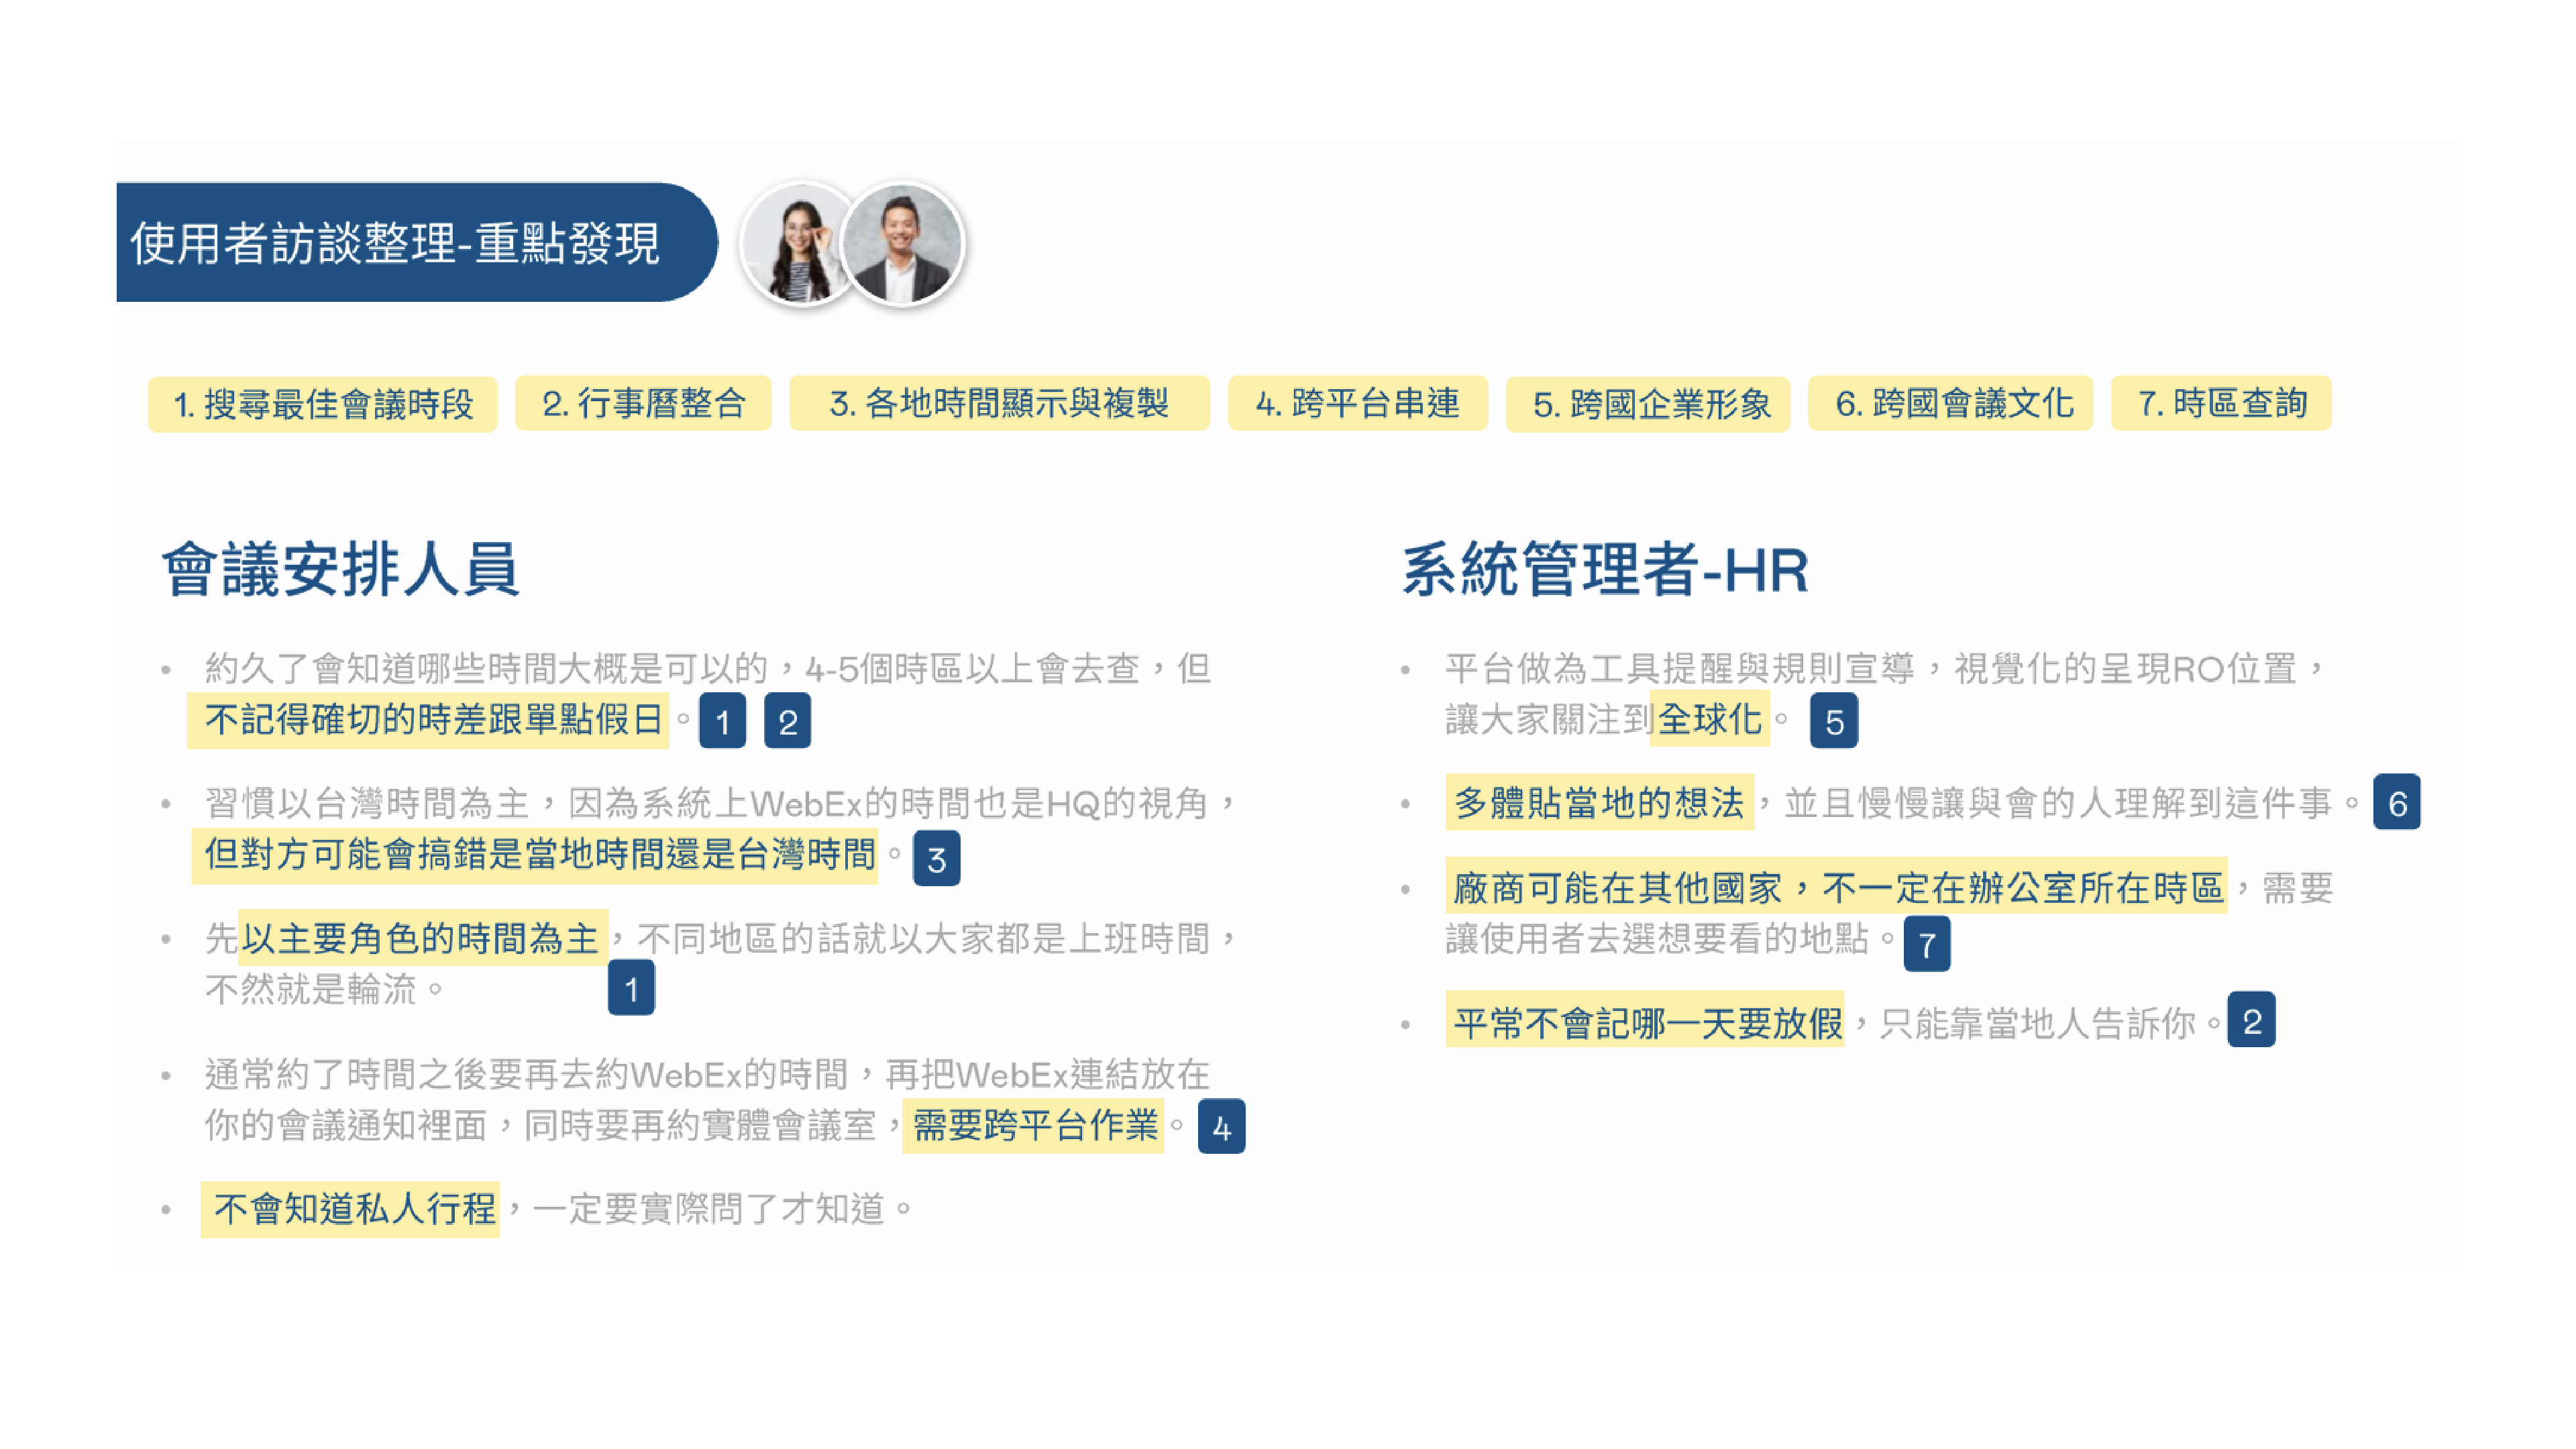 使用者訪談整理-重點發現
1. 搜尋最佳會議時段
2. 行事曆整合
3. 各地時間顯示與複製
4. 跨平台串連
5. 跨國企業形象
6. 跨國會議文化
7. 時區查詢
會議安排人員
• 約久了會知道哪些時間大概是可以的，4-5個時區以上會去查，但
不記得確切的時差跟單點假日。 1 2
• 習慣以台灣時間為主，因為系統上WebEx的時間也是HQ的視角，
但對方可能會搞錯是當地時間還是台灣時間。 3
• 先以主要角色的時間為主，不同地區的話就以大家都是上班時間，
不然就是輪流。 1
• 通常約了時間之後要再去約WebEx的時間，再把WebEx連結放在
你的會議通知裡面，同時要再約實體會議室，需要跨平台作業。 4
• 不會知道私人行程，一定要實際問了才知道。
系統管理者-HR
• 平台做為工具提醒與規則宣導，視覺化的呈現RO位置，
讓大家關注到全球化。 5
• 多體貼當地的想法，並且慢慢讓與會的人理解到這件事。 6
• 廠商可能在其他國家，不一定在辦公室所在時區，需要
讓使用者去選想要看的地點。 7
• 平常不會記哪一天要放假，只能靠當地人告訴你。 2